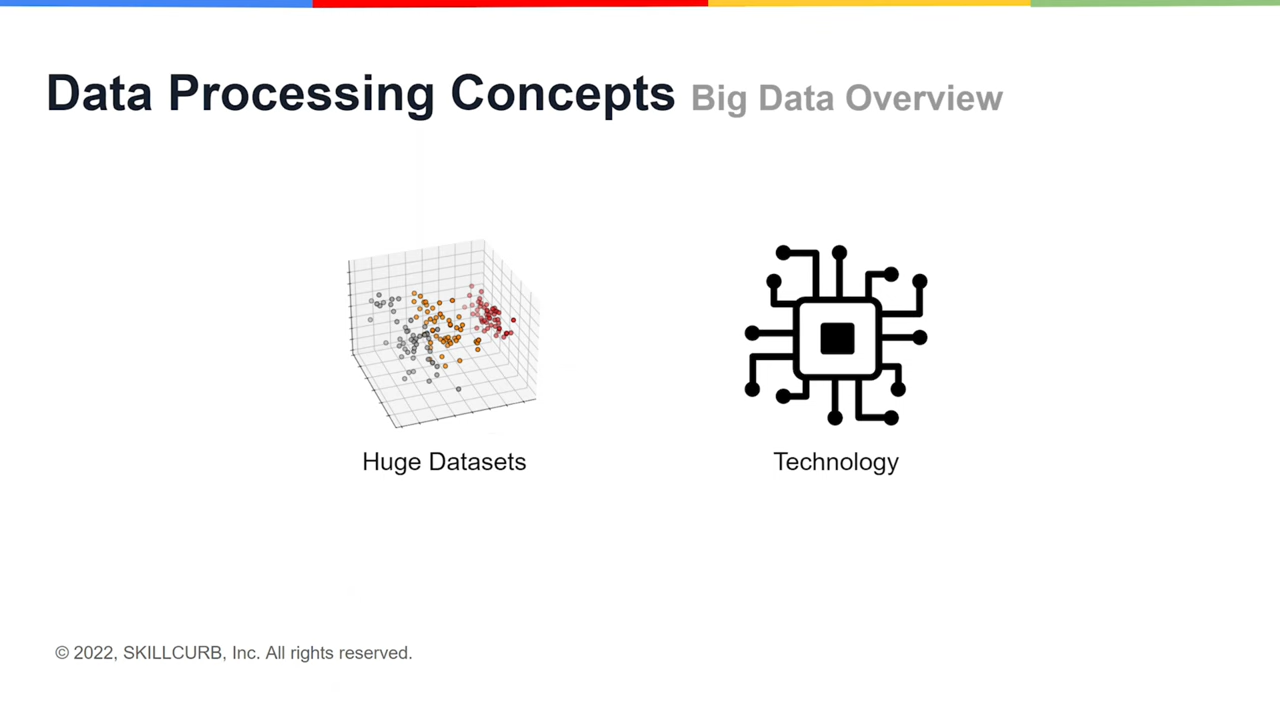 Data Processing Concepts Big Data Overview
Huge Datasets
Technology
© 2022, SKILLCURB, Inc. All rights reserved.